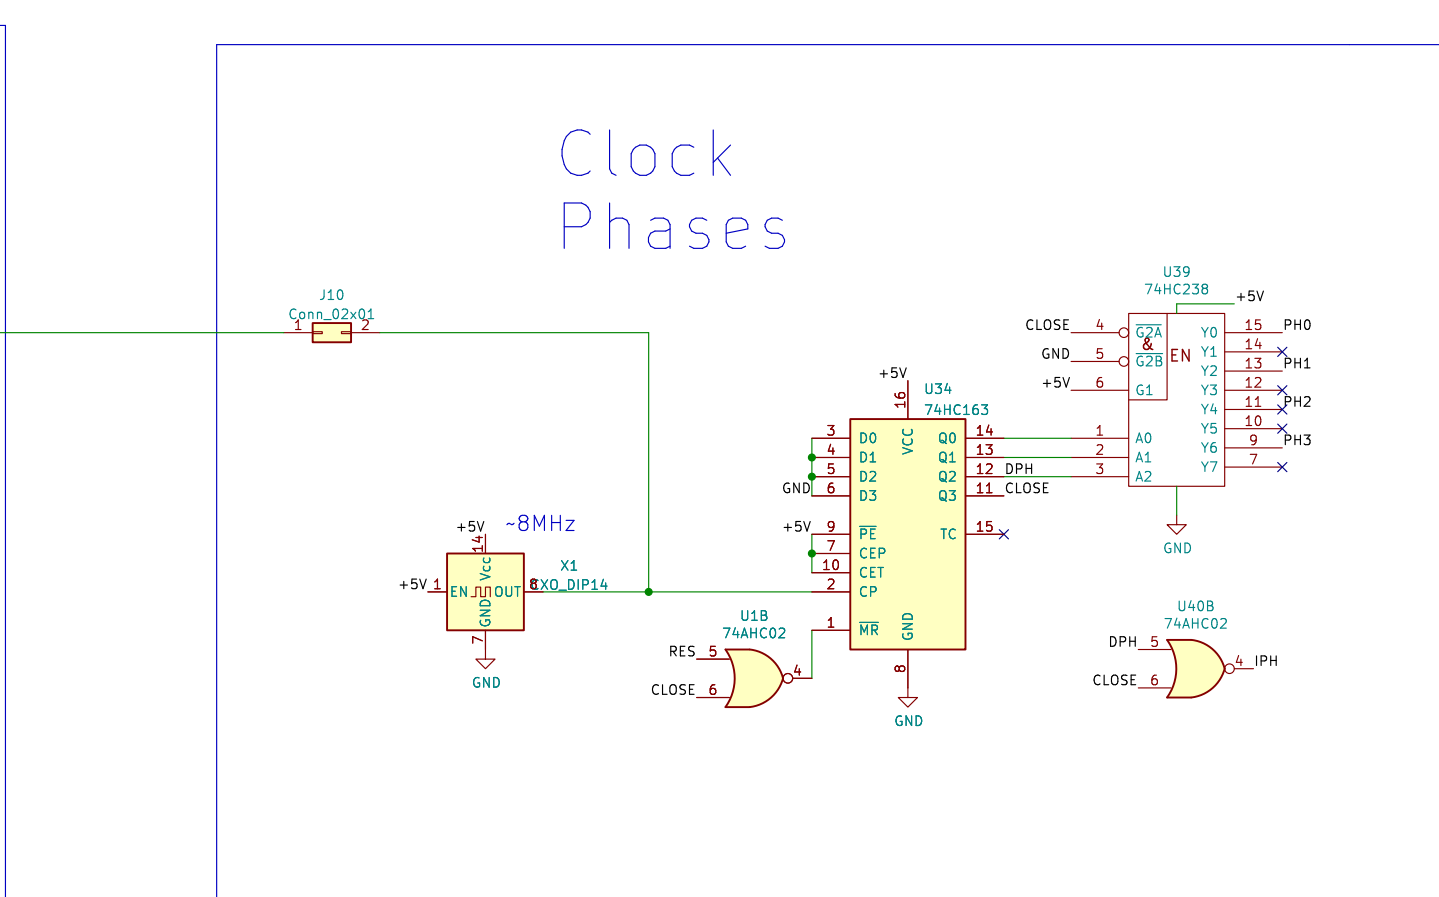 Clock
Phases
J10
Conn_02x01
1
2
+5V
~8MHz
14
Vcc
X1
CXO_DIP14
+5V
1
EN
OUT
8
GND
7
GND
+5V
16
U34
74HC163
VCC
3 D0 Q0 14
4 D1 Q1 13
5 D2 Q2 12 DPH
GND 6 D3 Q3 11 CLOSE
+5V 9 PE TC 15
7 CEP
10 CET
2 CP
1 MR
GND
8
GND
U1B
74AHC02
RES 5
4
CLOSE 6
U39
74HC238
+5V
CLOSE 4 G2A Y0 15 PH0
&
EN
Y1 14
GND 5 G2B Y2 13 PH1
+5V 6 G1 Y3 12
Y4 11 PH2
Y5 10
1 A0 Y6 9 PH3
2 A1 Y7 7
3 A2
GND
U40B
74AHC02
DPH 5
4 IPH
CLOSE 6